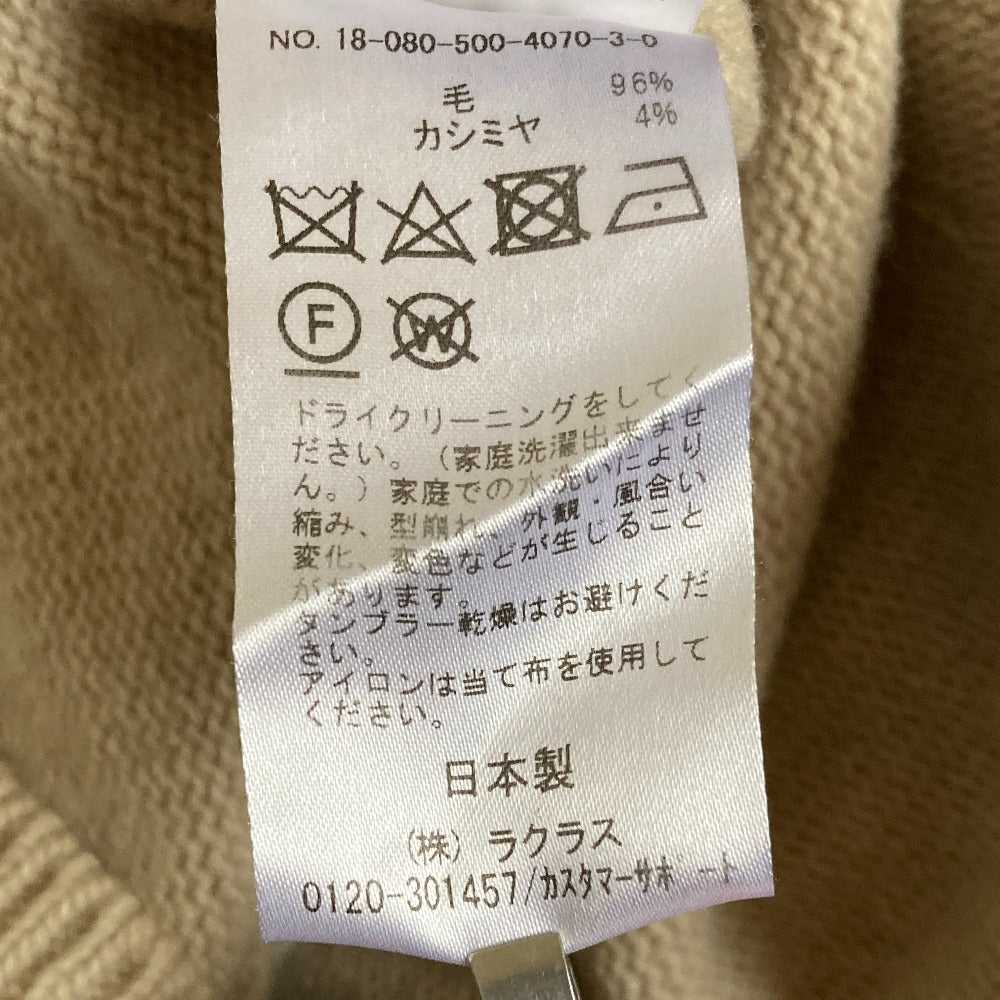 NO. 18-080-500-4070-3-0
毛 96%
カシミヤ 4%
F W
ドライクリーニングをしてく
ださい。（家庭洗濯出来ませ
ん。）家庭での水洗いにより
縮み、型崩れ、外観・風合い
変化、変色などが生じること
があります。
タンブラー乾燥はお避けくだ
さい。
アイロンは当て布を使用して
ください。
日本製
（株）ラクラス
0120-301457/カスタマーサポート